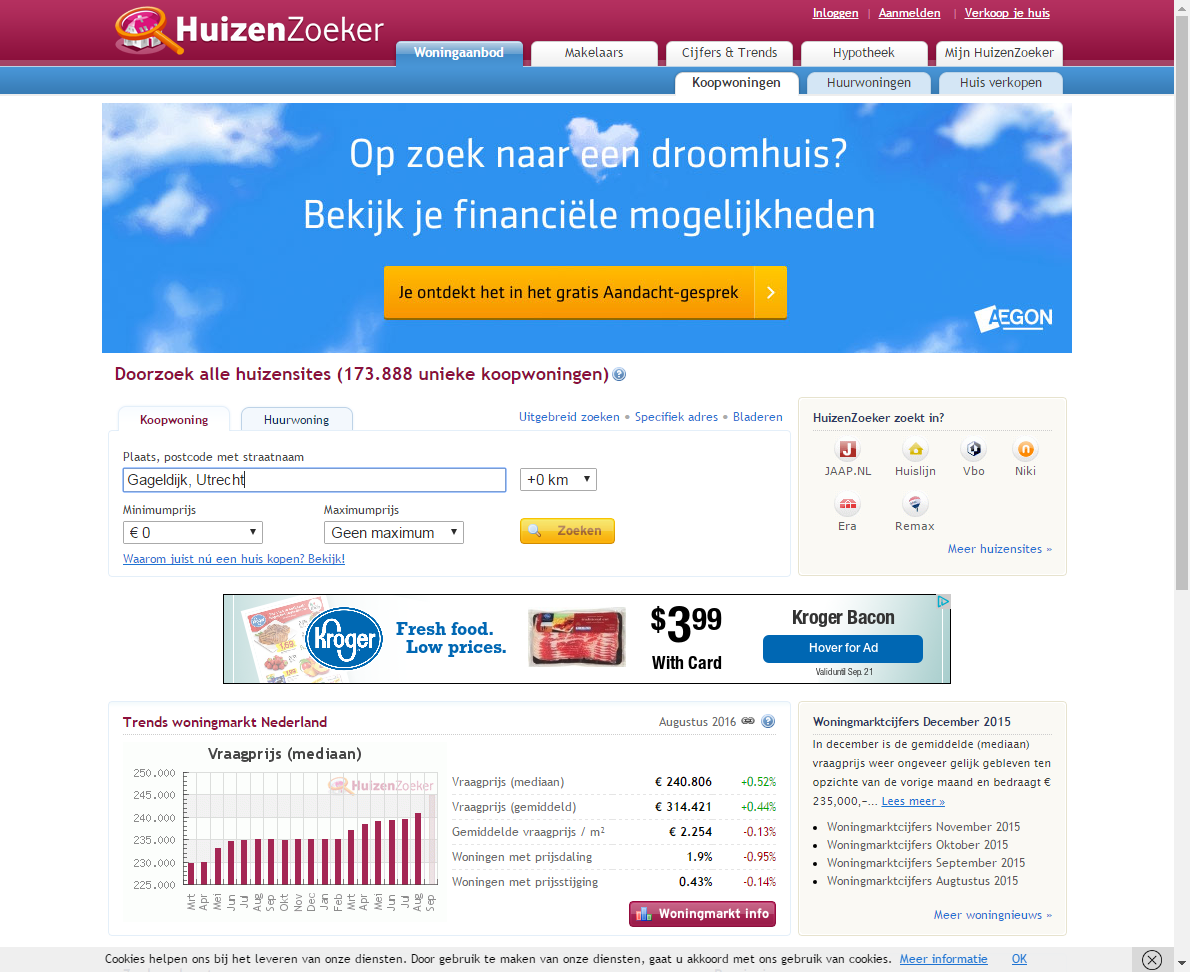 Inloggen | Aanmelden | Verkoop je huis
HuizenZoeker
Woningaanbod Makelaars Cijfers & Trends Hypotheek Mijn HuizenZoeker
Koopwoningen Huurwoningen Huis verkopen
Op zoek naar een droomhuis?
Bekijk je financiële mogelijkheden
Je ontdekt het in het gratis Aandacht-gesprek
AEGON
Doorzoek alle huizensites (173.888 unieke koopwoningen)
Koopwoning Huurwoning
Uitgebreid zoeken • Specifiek adres • Bladeren
Plaats, postcode met straatnaam
Gageldijk, Utrecht +0 km
Minimumprijs Maximumprijs
€ 0 Geen maximum Zoeken
Waarom juist nú een huis kopen? Bekijk!
HuizenZoeker zoekt in?
JAAP.NL Huislijn Vbo Niki
Era Remax
Meer huizensites »
Kroger
Fresh food.
Low prices.
$3.99
With Card
Kroger Bacon
Hover for Ad
Valid until Sep. 21
Trends woningmarkt Nederland
Augustus 2016
Vraagprijs (mediaan)
HuizenZoeker
250.000
245.000
240.000
235.000
230.000
225.000
Mrt Apr Mei Jun Jul Aug Sep Okt Nov Dec Jan Feb Mrt Apr Mei Jun Jul Aug Sep
Vraagprijs (mediaan) € 240.806 +0.52%
Vraagprijs (gemiddeld) € 314.421 +0.44%
Gemiddelde vraagprijs / m² € 2.254 -0.13%
Woningen met prijsdaling 1.9% -0.95%
Woningen met prijsstijging 0.43% -0.14%
Woningmarkt info
Woningmarktcijfers December 2015
In december is de gemiddelde (mediaan)
vraagprijs weer ongeveer gelijk gebleven ten
opzichte van de vorige maand en bedraagt €
235,000,-... Lees meer »
• Woningmarktcijfers November 2015
• Woningmarktcijfers Oktober 2015
• Woningmarktcijfers September 2015
• Woningmarktcijfers Augtustus 2015
Meer woningnieuws »
Cookies helpen ons bij het leveren van onze diensten. Door gebruik te maken van onze diensten, gaat u akkoord met ons gebruik van cookies. Meer informatie OK